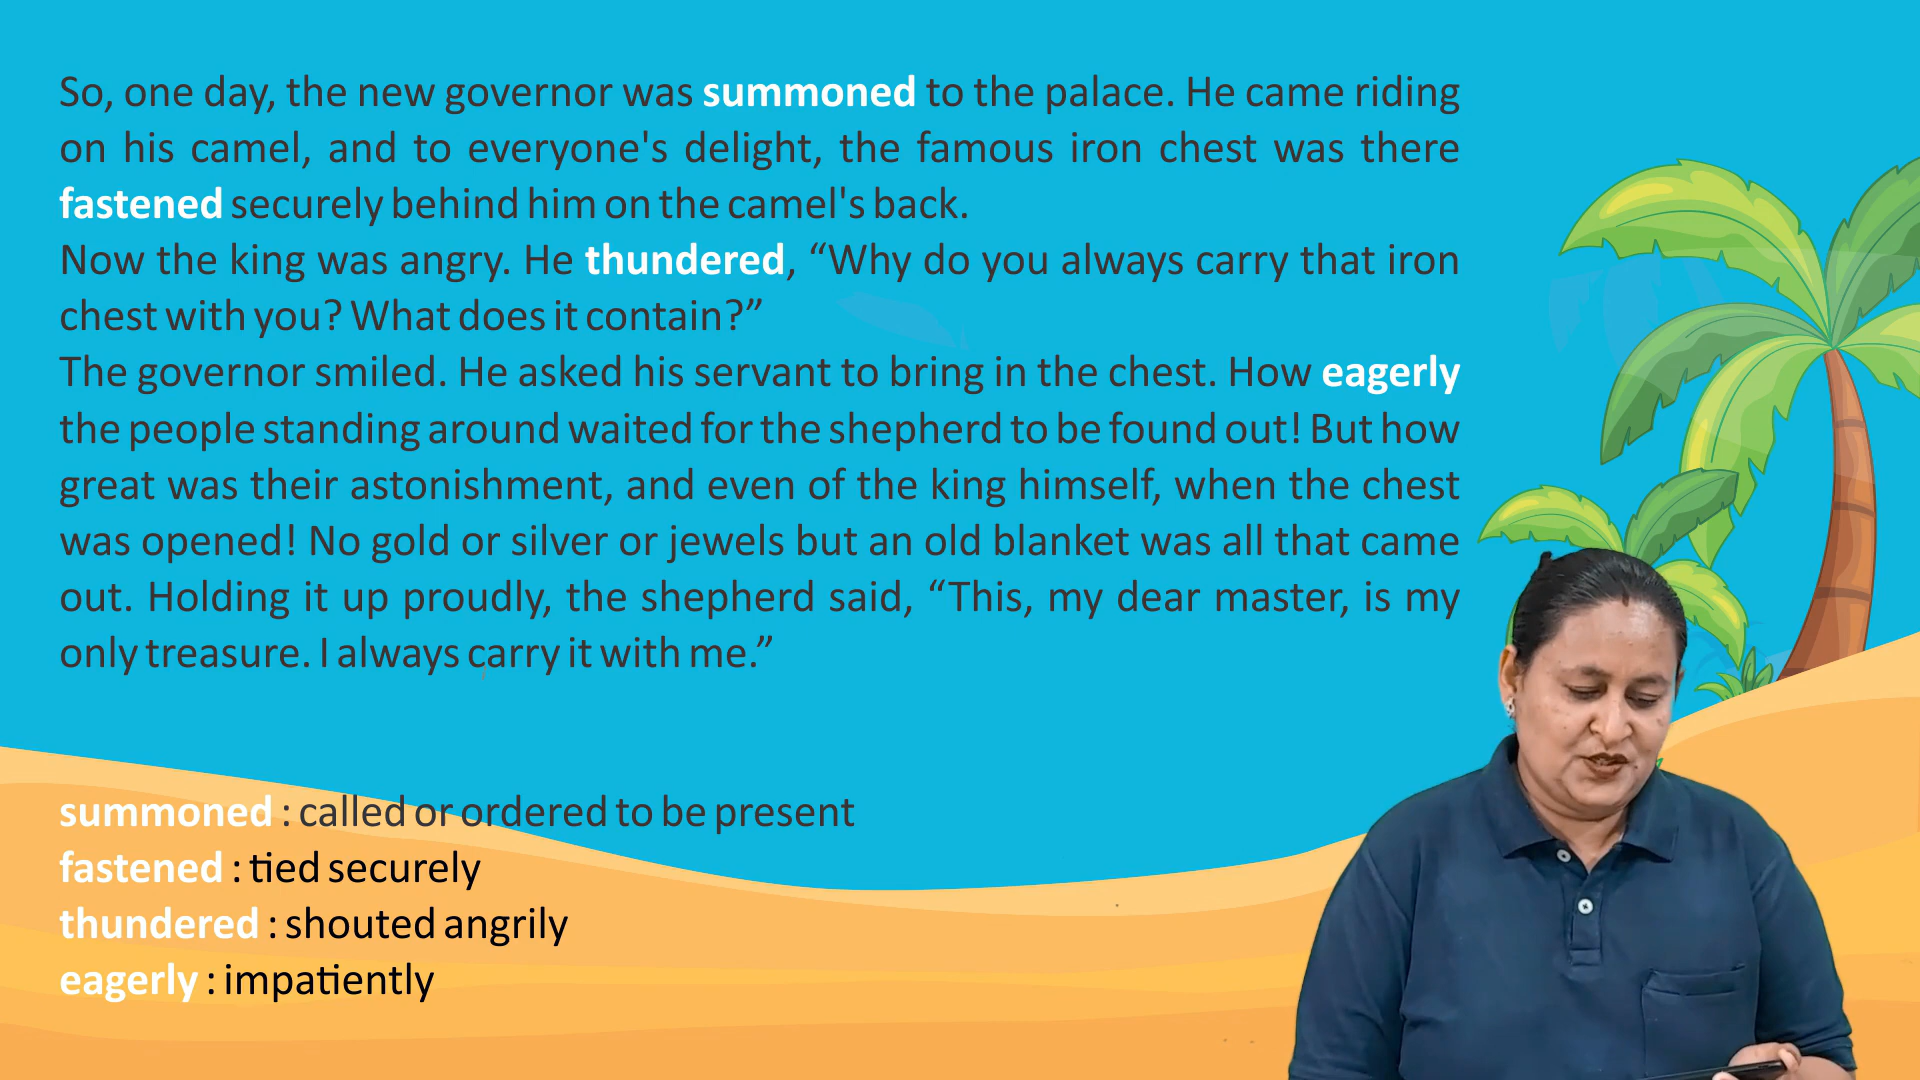 So, one day, the new governor was summoned to the palace. He came riding
on his camel, and to everyone's delight, the famous iron chest was there
fastened securely behind him on the camel's back.
Now the king was angry. He thundered, “Why do you always carry that iron
chest with you? What does it contain?”
The governor smiled. He asked his servant to bring in the chest. How eagerly
the people standing around waited for the shepherd to be found out! But how
great was their astonishment, and even of the king himself, when the chest
was opened! No gold or silver or jewels but an old blanket was all that came
out. Holding it up proudly, the shepherd said, “This, my dear master, is my
only treasure. I always carry it with me.”
summoned : called or ordered to be present
fastened : tied securely
thundered : shouted angrily
eagerly : impatiently